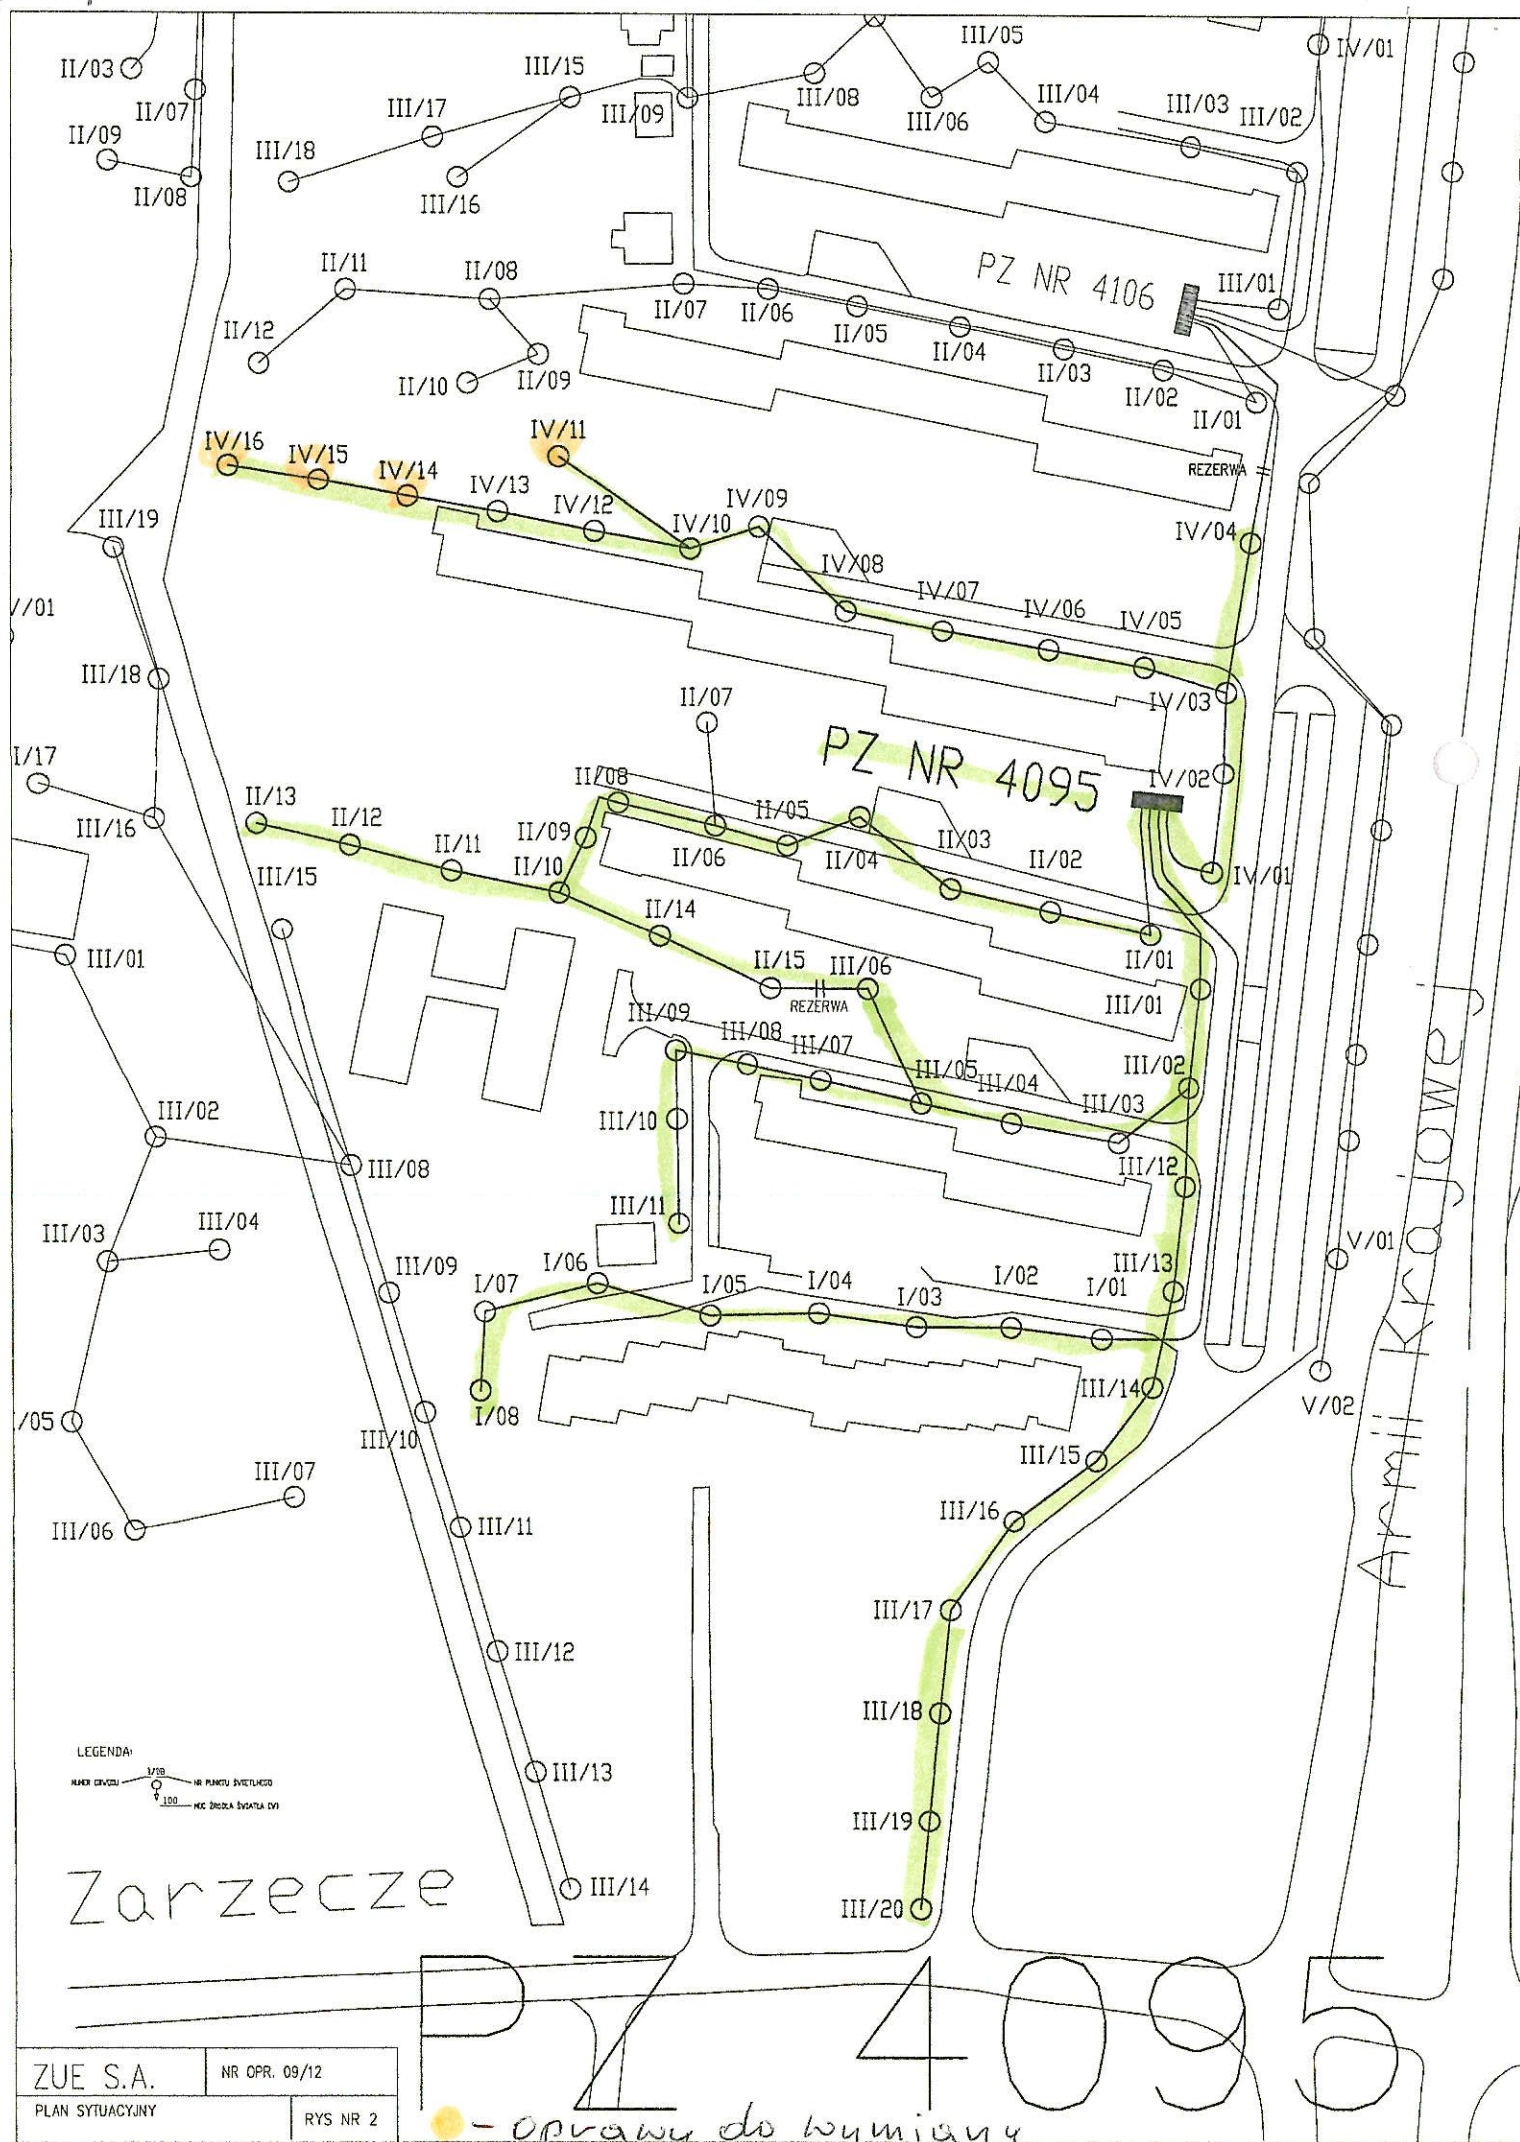 III/05
IV/01
II/03
III/15
III/08
II/07
III/17
III/09
III/06
III/04
III/03
III/02
II/09
III/18
II/08
III/16
II/11
II/08
PZ NR 4106
III/01
II/07
II/06
II/05
II/12
II/04
II/10
II/09
II/03
II/02
II/01
IV/16
IV/15
IV/11
IV/14
REZERWA
IV/13
IV/12
IV/09
III/19
IV/10
IV/04
IV/08
IV/07
IV/06
IV/05
V/01
III/18
IV/03
II/07
PZ NR 4095
I/17
II/08
IV/02
III/16
II/13
II/12
II/09
II/05
II/03
II/11
II/10
II/06
II/04
II/02
IV/01
III/15
II/14
III/01
II/15
III/06
II/01
REZERWA
III/01
III/09
III/08
III/07
III/05
III/04
III/02
III/03
III/02
III/10
III/08
III/12
III/03
III/04
III/11
V/01
III/09
I/07
I/06
I/05
I/04
I/03
I/02
I/01
III/13
/05
III/10
I/08
III/14
V/02
III/15
III/07
III/06
III/11
III/16
Armii Krajowej
III/17
III/12
III/18
LEGENDA:
NR PUNKTU ŚWIETLNEGO
100
MOC ŹRÓDŁA ŚWIATŁA (W)
III/13
III/19
Zarzecze
III/14
III/20
PZ 4095
ZUE S.A.
NR OPR. 09/12
PLAN SYTUACYJNY
RYS NR 2
- oprawy do wymiany